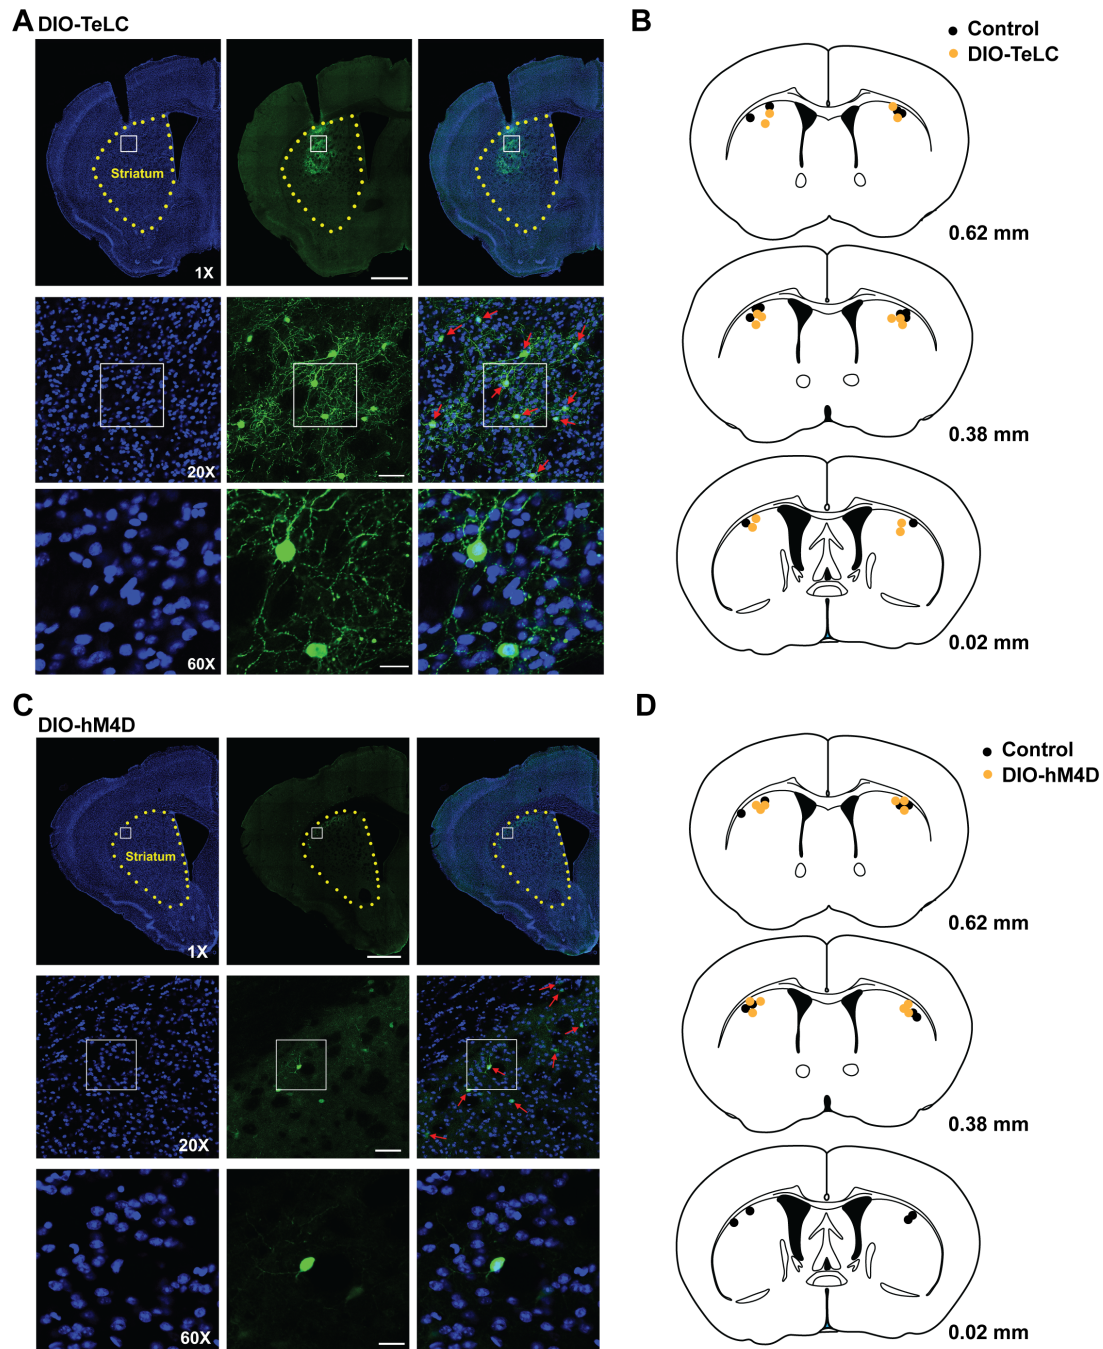 A DIO-TeLC
Striatum
1X
20X
60X
B
Control
DIO-TeLC
0.62 mm
0.38 mm
0.02 mm
C
DIO-hM4D
Striatum
1X
20X
60X
D
Control
DIO-hM4D
0.62 mm
0.38 mm
0.02 mm